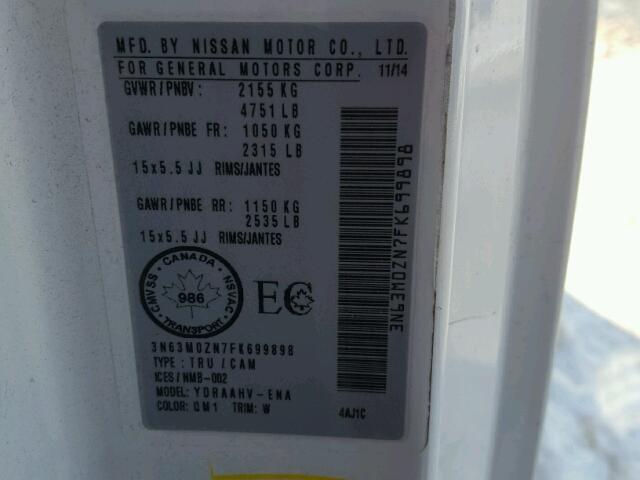 MFD. BY NISSAN MOTOR CO., LTD.
FOR GENERAL MOTORS CORP. 11/14
GVWR/PNBV: 2155 KG
4751 LB
GAWR/PNBE FR: 1050 KG
2315 LB
15x5.5 JJ RIMS/JANTES
GAWR/PNBE RR: 1150 KG
2535 LB
15x5.5 JJ RIMS/JANTES
CANADA
CMVSS 986 NSVAC
TRANSPORT
EC
3N63M0ZN7FK699898
TYPE: TRU/CAM
ICES/NMB-002
MODEL: YDRAAHV-ENA
COLOR: QM1 TRIM: W 4AJ1C
3N63M0ZN7FK699898